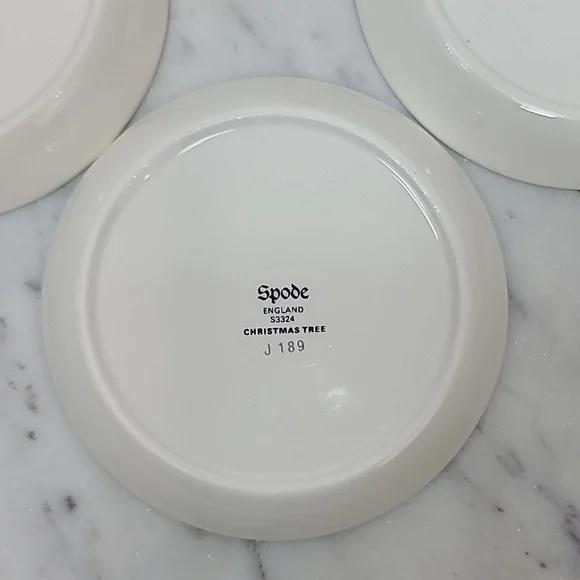 Spode
ENGLAND
S3324
CHRISTMAS TREE
J 189